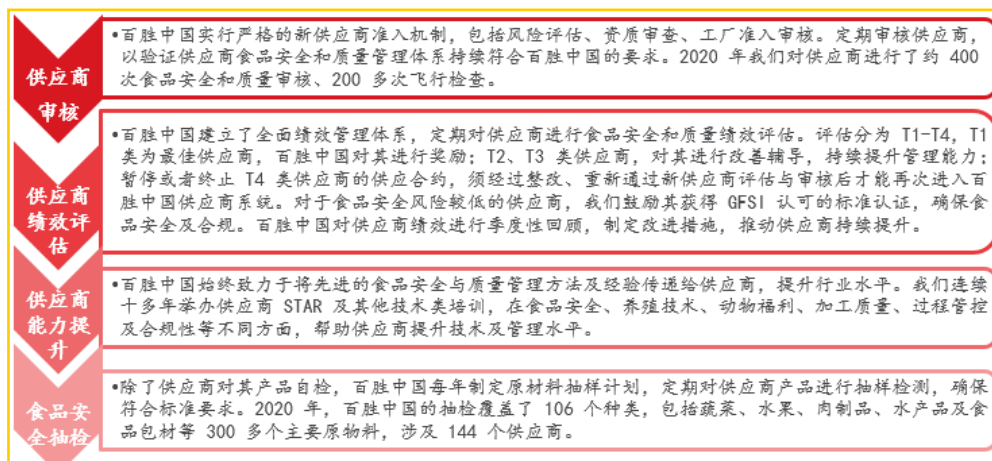 供应商
审核
•百胜中国实行严格的新供应商准入机制，包括风险评估、资质审查、工厂准入审核。定期审核供应商，
以验证供应商食品安全和质量管理体系持续符合百胜中国的要求。2020 年我们对供应商进行了约 400
次食品安全和质量审核、200 多次飞行检查。
供应商
绩效评
估
•百胜中国建立了全面绩效管理体系，定期对供应商进行食品安全和质量绩效评估。评估分为 T1-T4，T1
类为最佳供应商，百胜中国对其进行奖励；T2、T3 类供应商，对其进行改善辅导，持续提升管理能力；
暂停或者终止 T4 类供应商的供应合约，须经过整改、重新通过新供应商评估与审核后才能再次进入百
胜中国供应商系统。对于食品安全风险较低的供应商，我们鼓励其获得 GFSI 认可的标准认证，确保食
品安全及合规。百胜中国对供应商绩效进行季度性回顾，制定改进措施，推动供应商持续提升。
供应商
能力提
升
•百胜中国始终致力于将先进的食品安全与质量管理方法及经验传递给供应商，提升行业水平。我们连续
十多年举办供应商 STAR 及其他技术类培训，在食品安全、养殖技术、动物福利、加工质量、过程管控
及合规性等不同方面，帮助供应商提升技术及管理水平。
食品安
全抽检
•除了供应商对其产品自检，百胜中国每年制定原材料抽样计划，定期对供应商产品进行抽样检测，确保
符合标准要求。2020 年，百胜中国的抽检覆盖了 106 个种类，包括蔬菜、水果、肉制品、水产品及食
品包材等 300 多个主要原物料，涉及 144 个供应商。